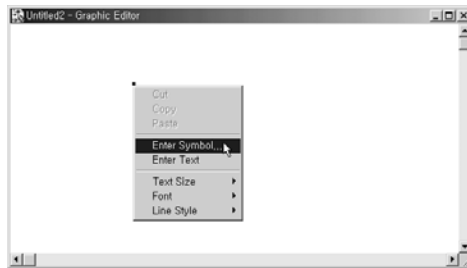 Untitled2 - Graphic Editor
Cut
Copy
Paste
Enter Symbol...
Enter Text
Text Size
Font
Line Style